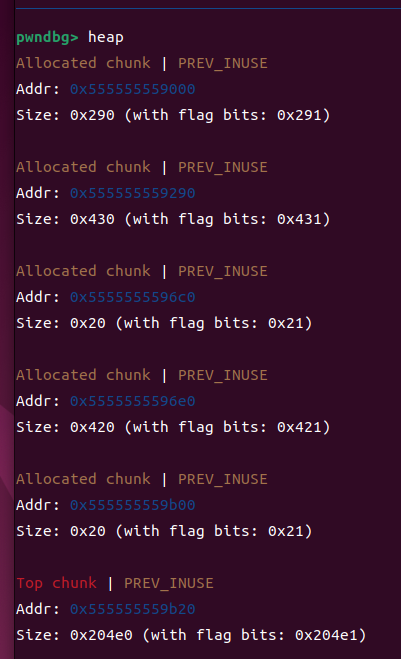 pwndbg> heap
Allocated chunk | PREV_INUSE
Addr: 0x555555559000
Size: 0x290 (with flag bits: 0x291)
Allocated chunk | PREV_INUSE
Addr: 0x555555559290
Size: 0x430 (with flag bits: 0x431)
Allocated chunk | PREV_INUSE
Addr: 0x5555555596c0
Size: 0x20 (with flag bits: 0x21)
Allocated chunk | PREV_INUSE
Addr: 0x5555555596e0
Size: 0x420 (with flag bits: 0x421)
Allocated chunk | PREV_INUSE
Addr: 0x555555559b00
Size: 0x20 (with flag bits: 0x21)
Top chunk | PREV_INUSE
Addr: 0x555555559b20
Size: 0x204e0 (with flag bits: 0x204e1)